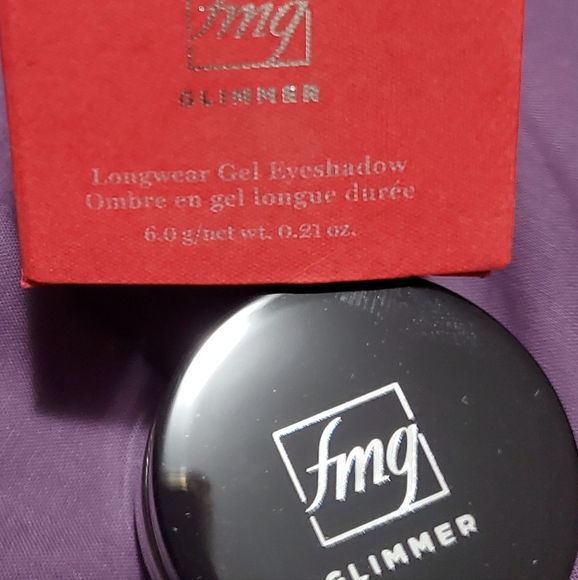 fmg
GLIMMER
Longwear Gel Eyeshadow
Ombre en gel longue durée
6.0 g/net wt. 0.21 oz.
fmg
GLIMMER